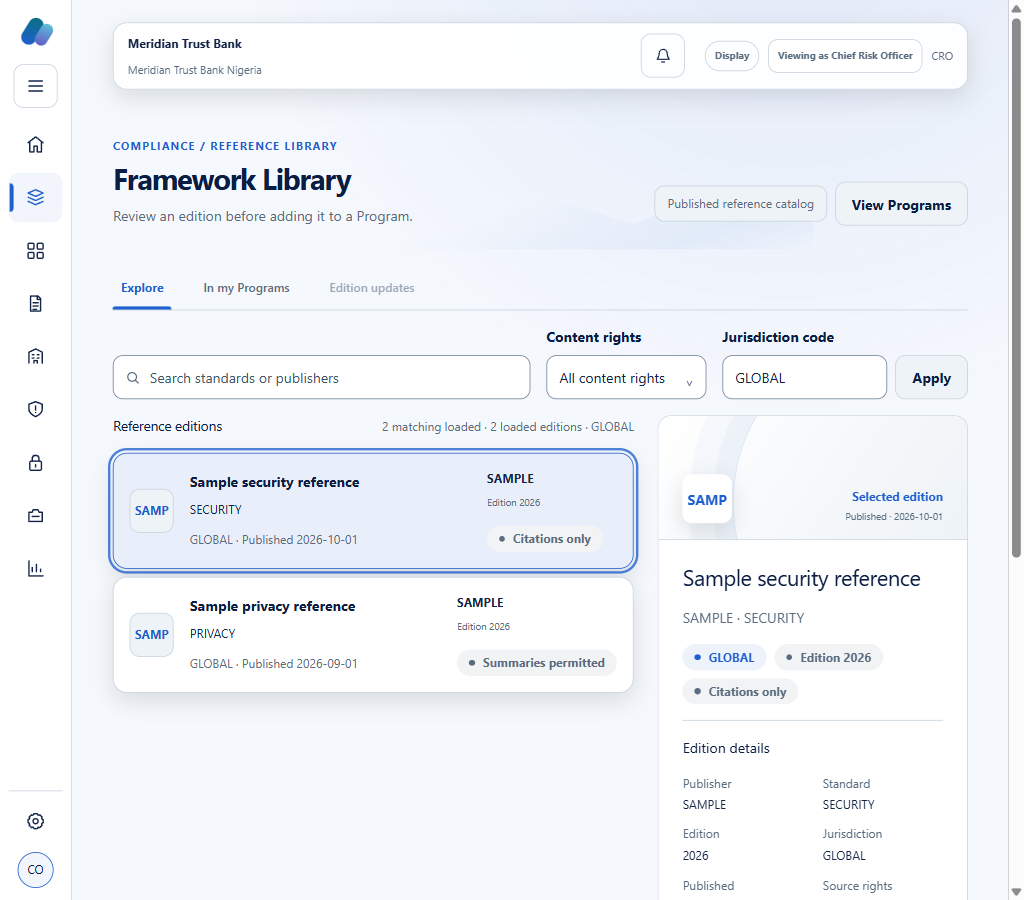 Meridian Trust Bank
Meridian Trust Bank Nigeria
Display
Viewing as Chief Risk Officer
CRO
COMPLIANCE / REFERENCE LIBRARY
Framework Library
Review an edition before adding it to a Program.
Published reference catalog
View Programs
Explore
In my Programs
Edition updates
Content rights
Jurisdiction code
Search standards or publishers
All content rights
GLOBAL
Apply
Reference editions
2 matching loaded · 2 loaded editions · GLOBAL
SAMP
Sample security reference
SECURITY
GLOBAL · Published 2026-10-01
SAMPLE
Edition 2026
Citations only
SAMP
Sample privacy reference
PRIVACY
GLOBAL · Published 2026-09-01
SAMPLE
Edition 2026
Summaries permitted
SAMP
Selected edition
Published · 2026-10-01
Sample security reference
SAMPLE · SECURITY
GLOBAL
Edition 2026
Citations only
Edition details
Publisher
SAMPLE
Standard
SECURITY
Edition
2026
Jurisdiction
GLOBAL
Published
Source rights
CO